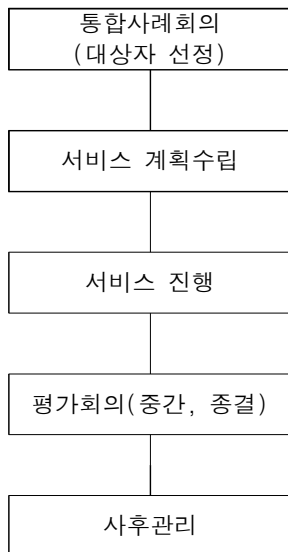 통합사례회의
(대상자 선정)
서비스 계획수립
서비스 진행
평가회의(중간, 종결)
사후관리